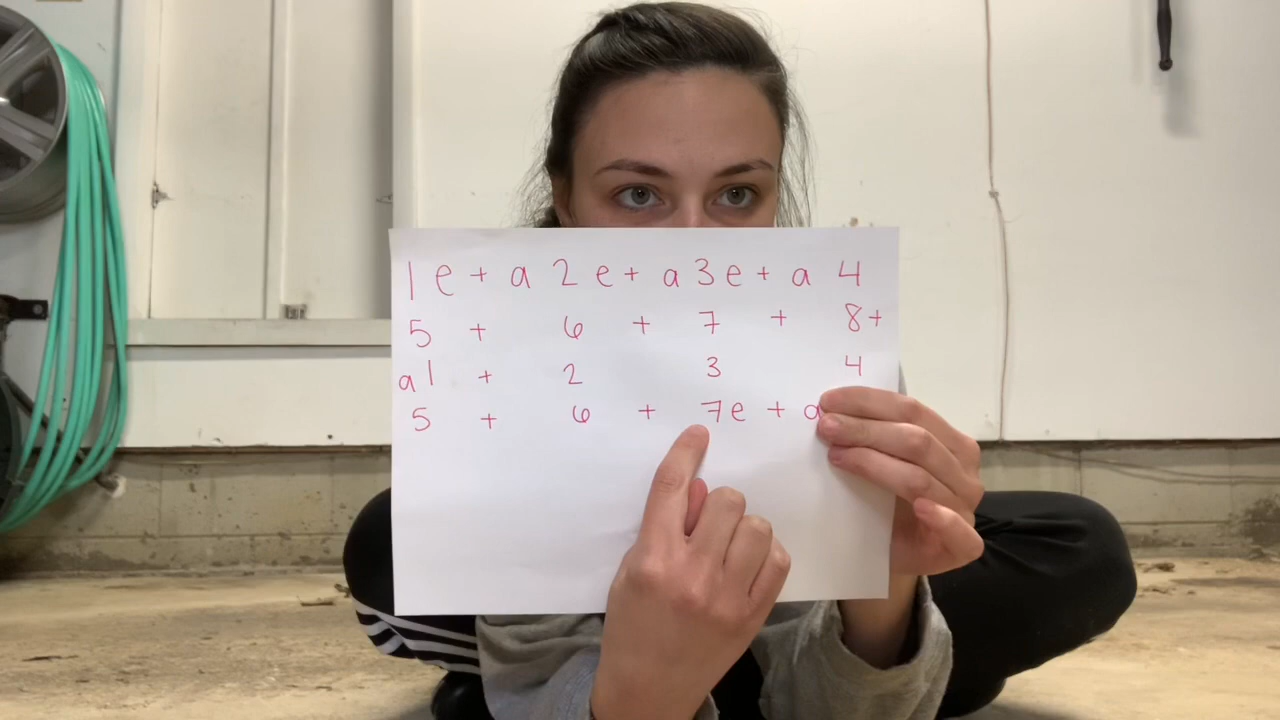 1 e + a 2 e + a 3 e + a 4
5 + 6 + 7 + 8 +
a 1 + 2 3 4
5 + 6 + 7 e + a